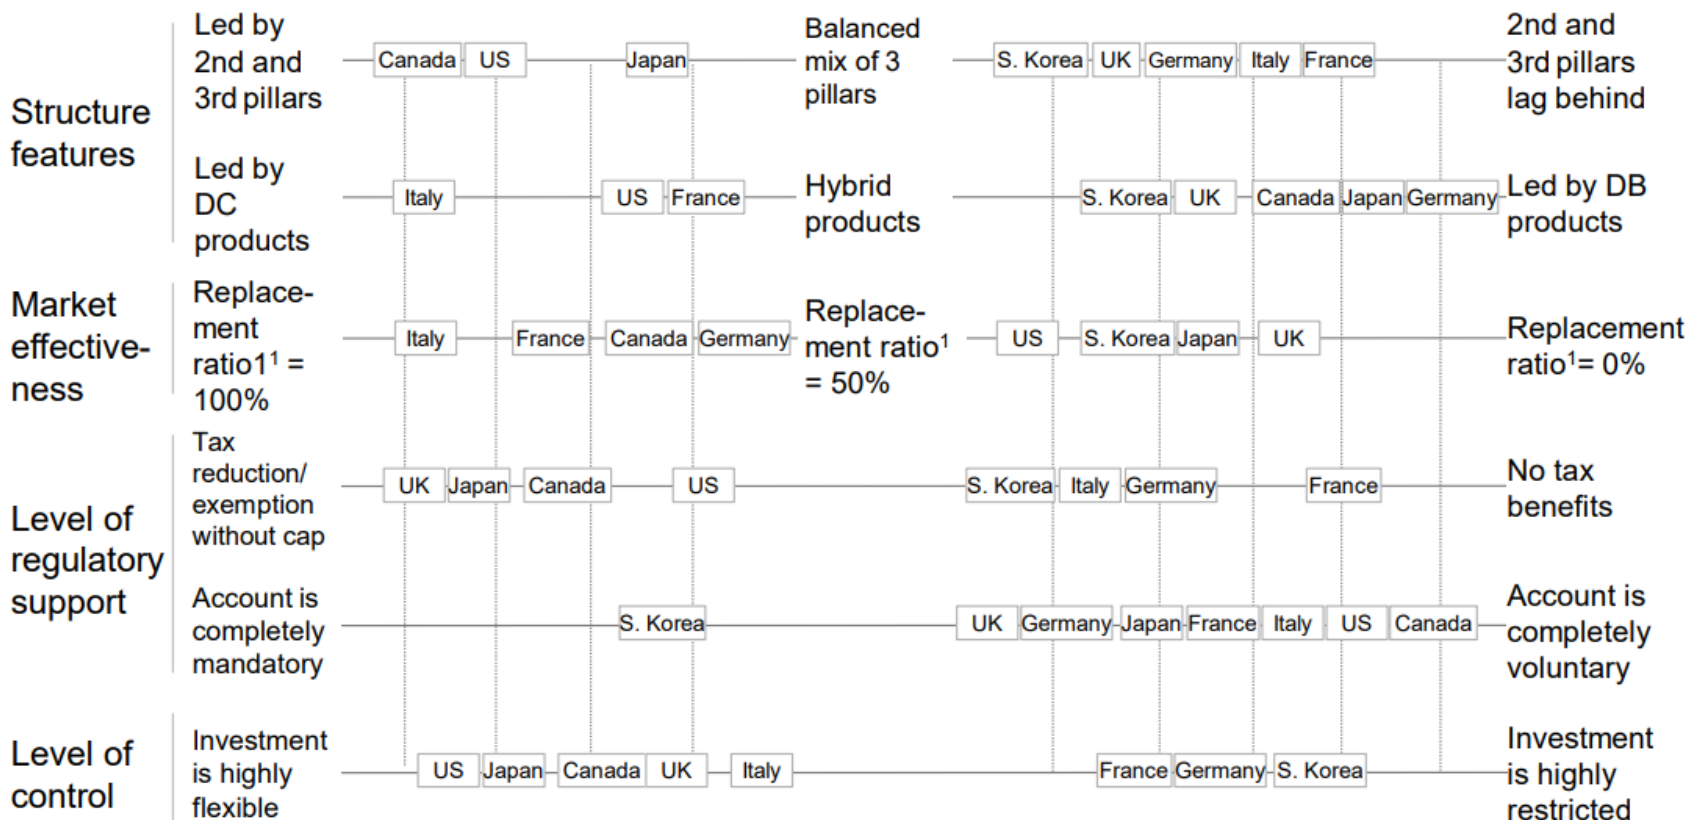 Structure
features
Led by
2nd and
3rd pillars
Canada
US
Japan
Balanced
mix of 3
pillars
S. Korea
UK
Germany
Italy
France
2nd and
3rd pillars
lag behind
Led by
DC
products
Italy
US
France
Hybrid
products
S. Korea
UK
Canada
Japan
Germany
Led by DB
products
Market
effective-
ness
Replace-
ment
ratio1¹ =
100%
Italy
France
Canada
Germany
Replace-
ment ratio¹
= 50%
US
S. Korea
Japan
UK
Replacement
ratio¹= 0%
Level of
regulatory
support
Tax
reduction/
exemption
without cap
UK
Japan
Canada
US
S. Korea
Italy
Germany
France
No tax
benefits
Account is
completely
mandatory
S. Korea
UK
Germany
Japan
France
Italy
US
Canada
Account is
completely
voluntary
Level of
control
Investment
is highly
flexible
US
Japan
Canada
UK
Italy
France
Germany
S. Korea
Investment
is highly
restricted